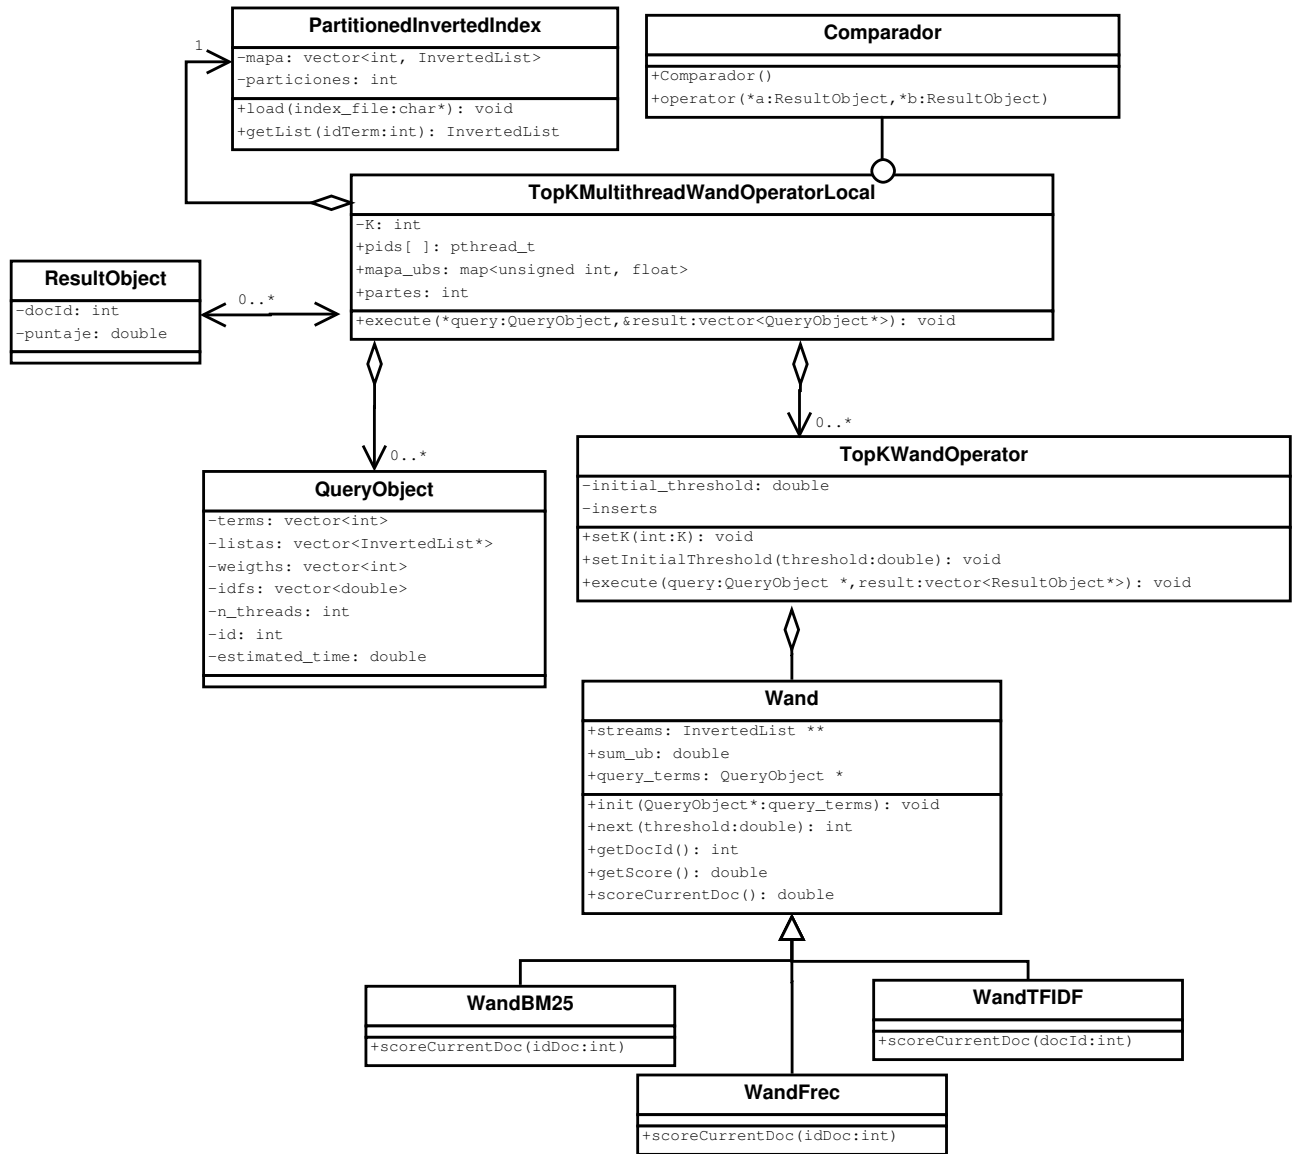 PartitionedInvertedIndex
-mapa: vector<int, InvertedList>
-particiones: int
+load(index_file:char*): void
+getList(idTerm:int): InvertedList
1
Comparador
+Comparador()
+operator(*a:ResultObject,*b:ResultObject)
TopKMultithreadWandOperatorLocal
-K: int
+pids[ ]: pthread_t
+mapa_ubs: map<unsigned int, float>
+partes: int
+execute(*query:QueryObject,&result:vector<QueryObject*>): void
ResultObject
-docId: int
-puntaje: double
0..*
0..*
0..*
QueryObject
-terms: vector<int>
-listas: vector<InvertedList*>
-weigths: vector<int>
-idfs: vector<double>
-n_threads: int
-id: int
-estimated_time: double
TopKWandOperator
-initial_threshold: double
-inserts
+setK(int:K): void
+setInitialThreshold(threshold:double): void
+execute(query:QueryObject *,result:vector<ResultObject*>): void
Wand
+streams: InvertedList **
+sum_ub: double
+query_terms: QueryObject *
+init(QueryObject*:query_terms): void
+next(threshold:double): int
+getDocId(): int
+getScore(): double
+scoreCurrentDoc(): double
WandBM25
+scoreCurrentDoc(idDoc:int)
WandTFIDF
+scoreCurrentDoc(docId:int)
WandFrec
+scoreCurrentDoc(idDoc:int)